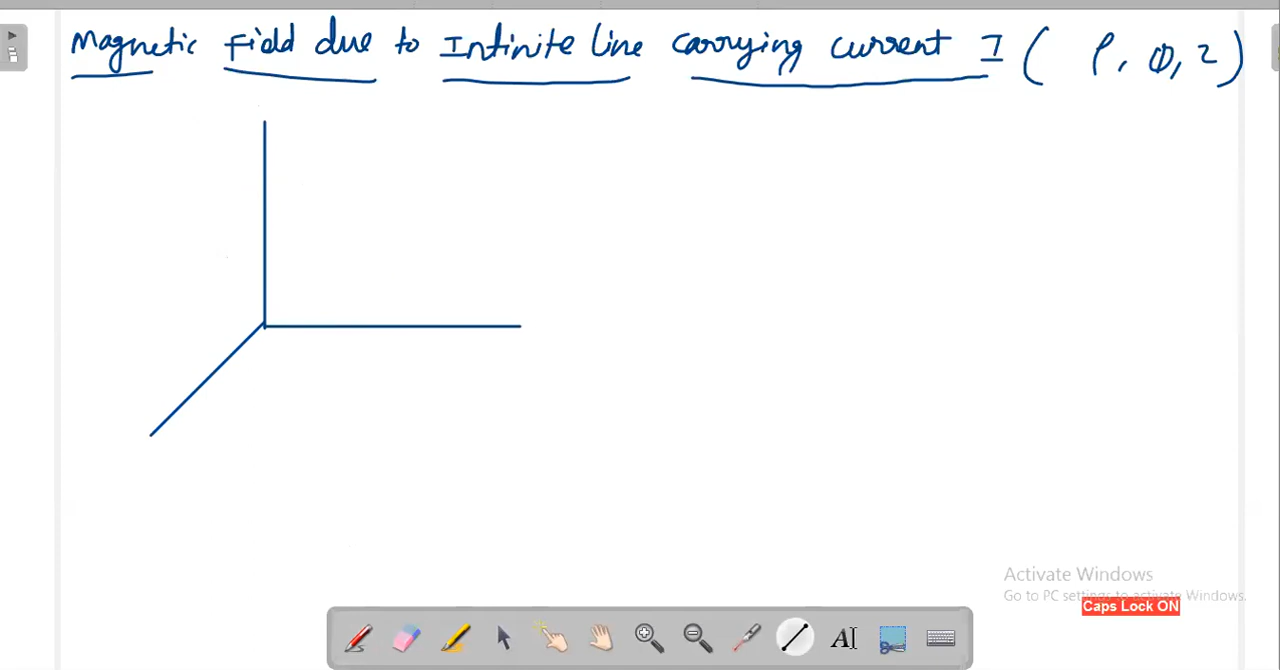 Magnetic Field due to Infinite Line carrying current I ( ρ, Φ, z )
Activate Windows
Go to PC settings to activate Windows.
Caps Lock ON
AI